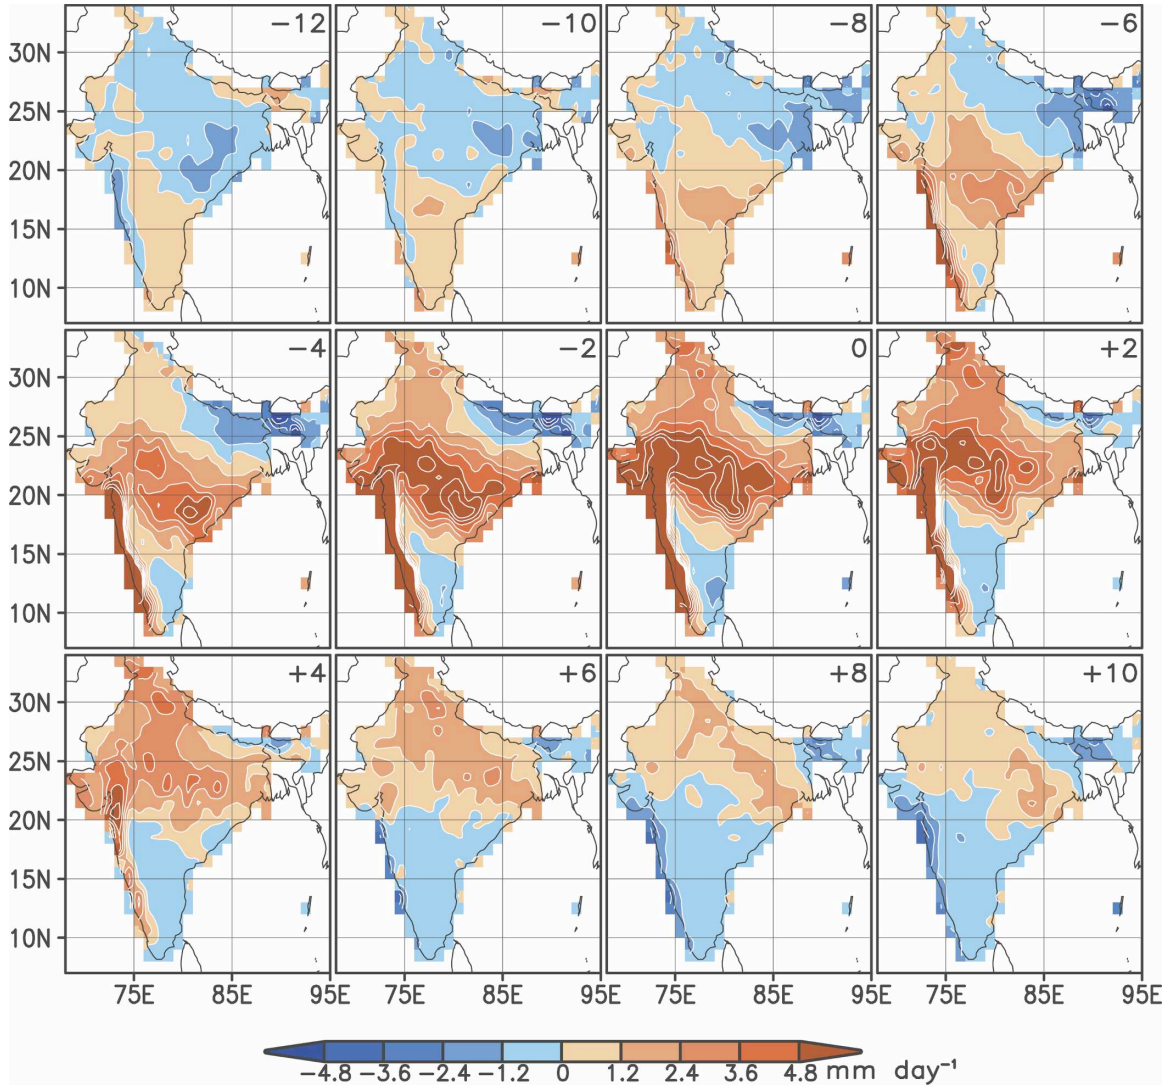 −12 −10 −8 −6
30N
25N
20N
15N
10N
−4 −2 0 +2
30N
25N
20N
15N
10N
+4 +6 +8 +10
30N
25N
20N
15N
10N
75E 85E 95E 75E 85E 95E 75E 85E 95E 75E 85E 95E
−4.8 −3.6 −2.4 −1.2 0 1.2 2.4 3.6 4.8 mm day⁻¹